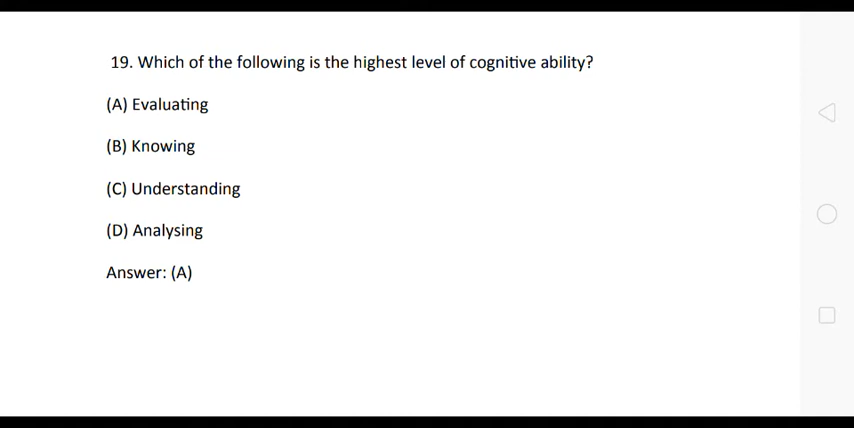 19. Which of the following is the highest level of cognitive ability?
(A) Evaluating
(B) Knowing
(C) Understanding
(D) Analysing
Answer: (A)